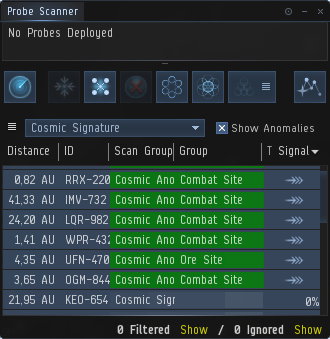 Probe Scanner
No Probes Deployed
Cosmic Signature Show Anomalies
Distance ID Scan Group Group T Signal
0,82 AU RRX-220 Cosmic Ano Combat Site
41,33 AU IMV-732 Cosmic Ano Combat Site
24,20 AU LQR-982 Cosmic Ano Combat Site
1,41 AU WPR-432 Cosmic Ano Combat Site
4,35 AU UFN-470 Cosmic Ano Ore Site
3,65 AU OGM-844 Cosmic Ano Combat Site
21,95 AU KEO-654 Cosmic Sigr 0%
0 Filtered Show / 0 Ignored Show